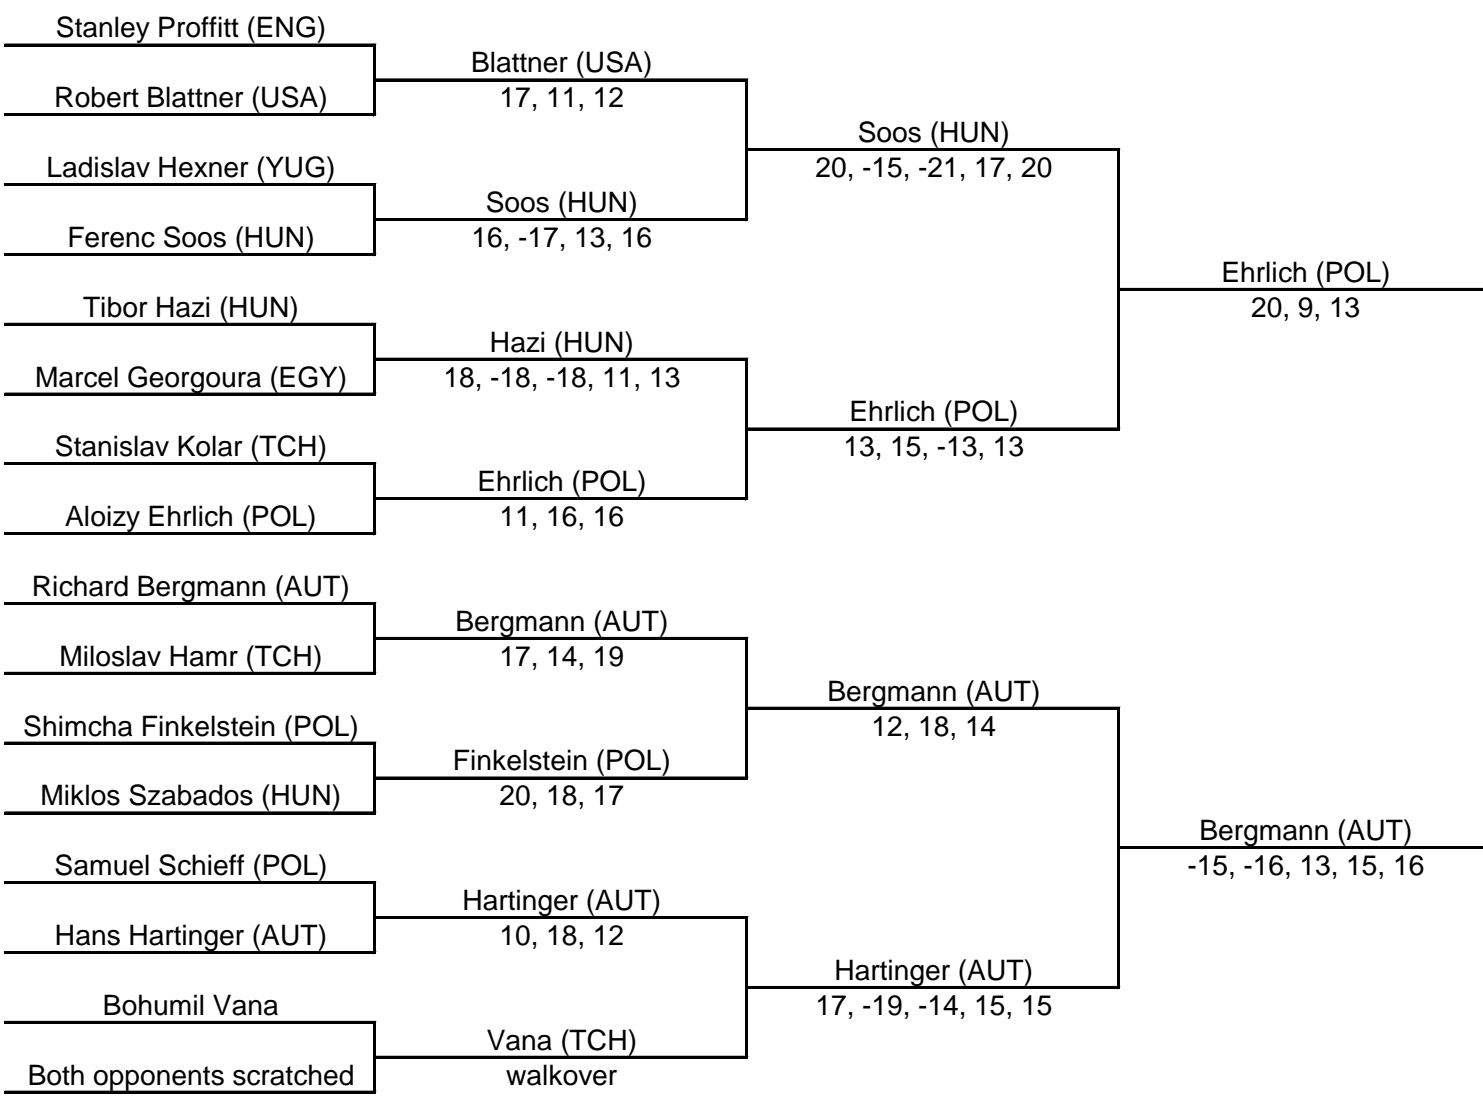 Stanley Proffitt (ENG)
Robert Blattner (USA)
Ladislav Hexner (YUG)
Ferenc Soos (HUN)
Tibor Hazi (HUN)
Marcel Georgoura (EGY)
Stanislav Kolar (TCH)
Aloizy Ehrlich (POL)
Richard Bergmann (AUT)
Miloslav Hamr (TCH)
Shimcha Finkelstein (POL)
Miklos Szabados (HUN)
Samuel Schieff (POL)
Hans Hartinger (AUT)
Bohumil Vana
Both opponents scratched
Blattner (USA)
17, 11, 12
Soos (HUN)
16, -17, 13, 16
Hazi (HUN)
18, -18, -18, 11, 13
Ehrlich (POL)
11, 16, 16
Bergmann (AUT)
17, 14, 19
Finkelstein (POL)
20, 18, 17
Hartinger (AUT)
10, 18, 12
Vana (TCH)
walkover
Soos (HUN)
20, -15, -21, 17, 20
Ehrlich (POL)
13, 15, -13, 13
Bergmann (AUT)
12, 18, 14
Hartinger (AUT)
17, -19, -14, 15, 15
Ehrlich (POL)
20, 9, 13
Bergmann (AUT)
-15, -16, 13, 15, 16